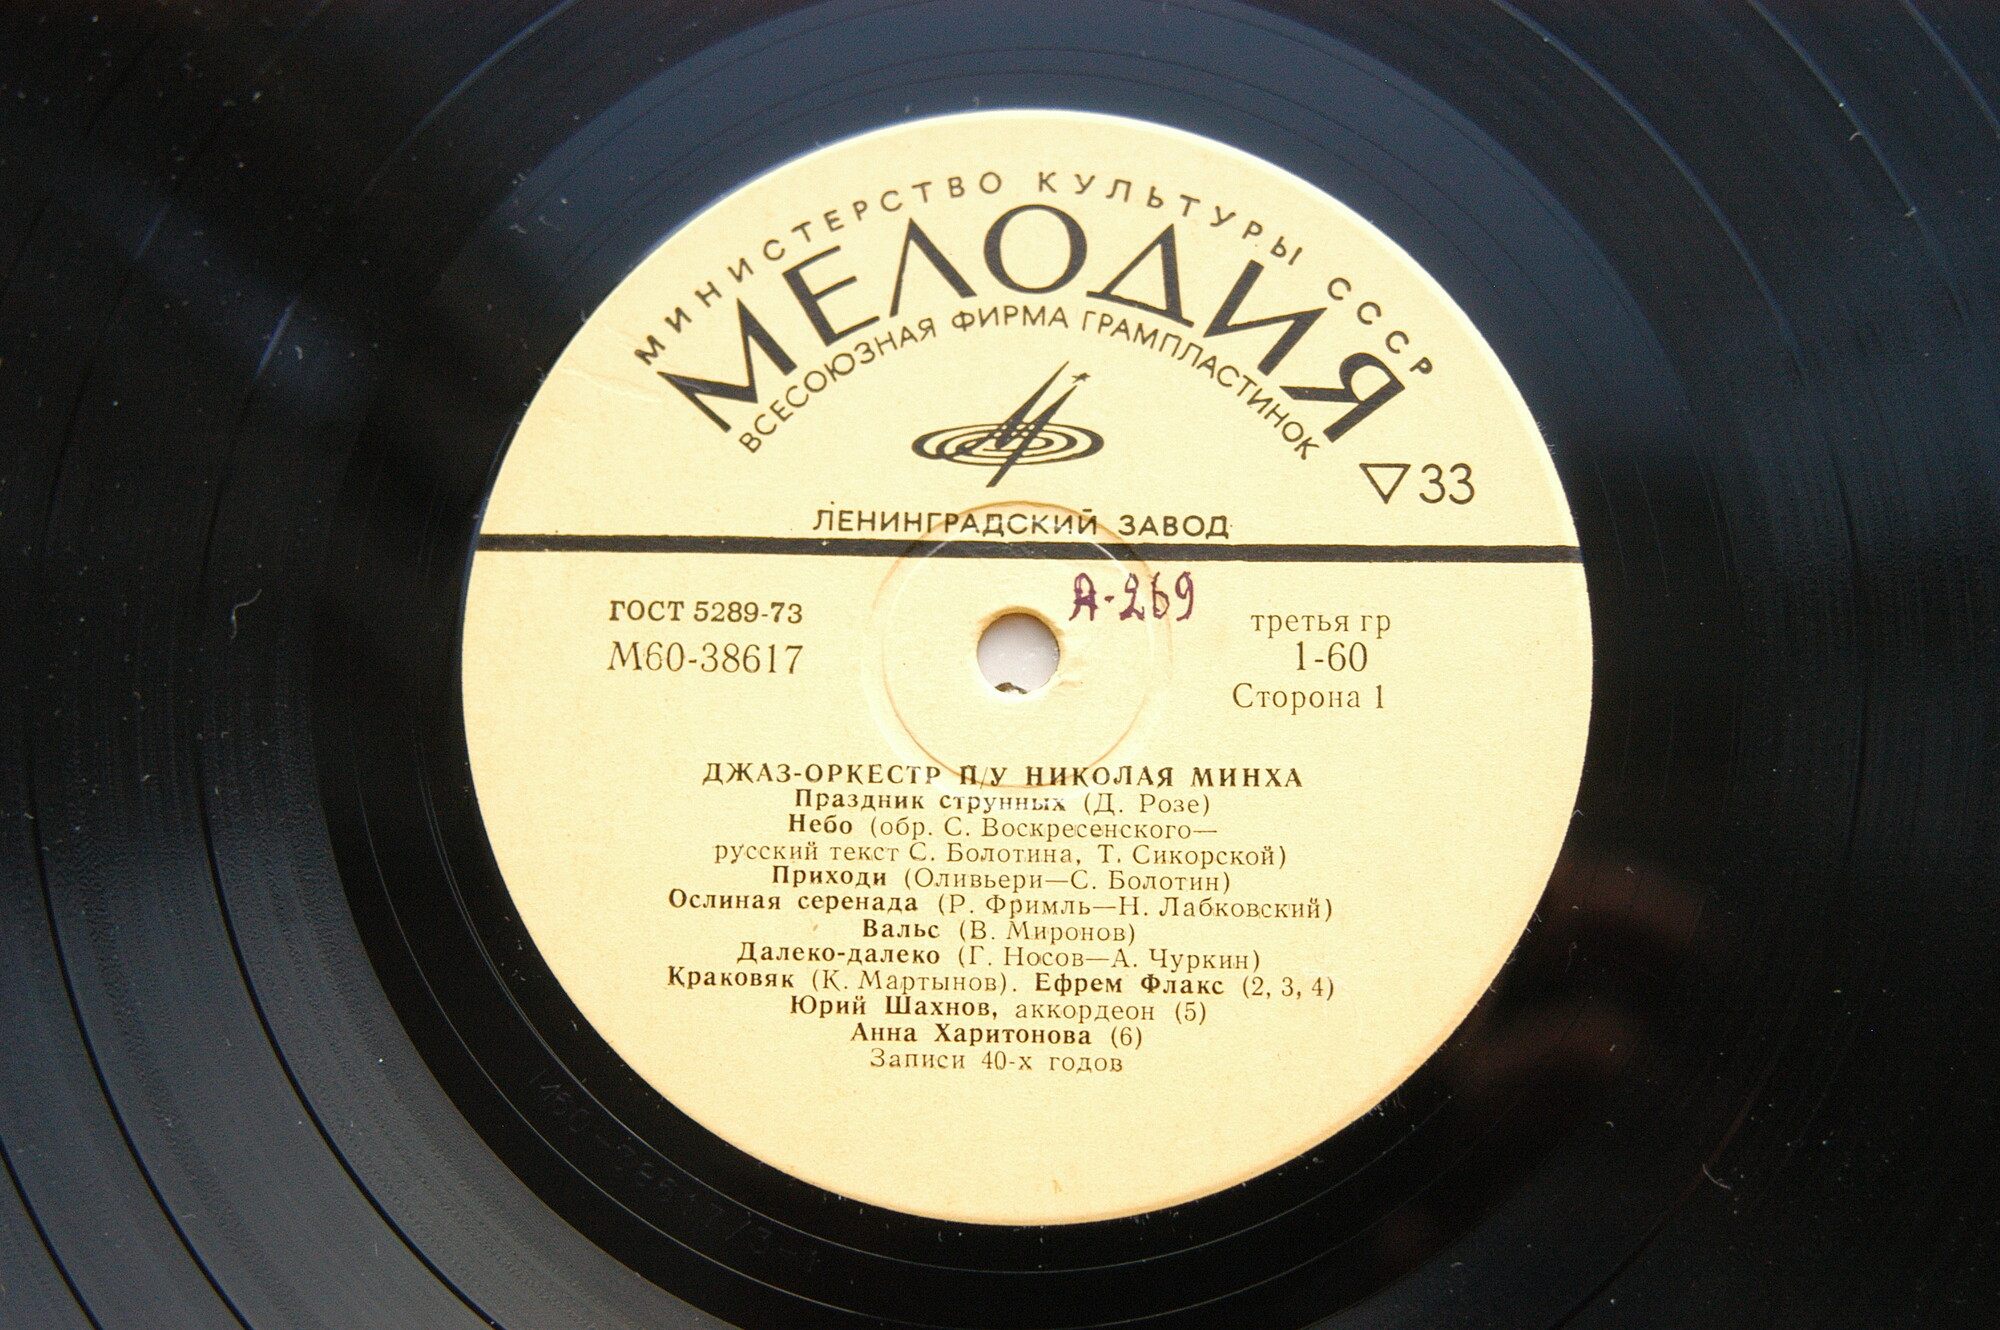 МИНИСТЕРСТВО КУЛЬТУРЫ СССР
МЕЛОДИЯ
ВСЕСОЮЗНАЯ ФИРМА ГРАМПЛАСТИНОК
▽33
ЛЕНИНГРАДСКИЙ ЗАВОД
А-269
ГОСТ 5289-73
М60-38617
третья гр
1-60
Сторона 1
ДЖАЗ-ОРКЕСТР П/У НИКОЛАЯ МИНХА
Праздник струнных (Д. Розе)
Небо (обр. С. Воскресенского—
русский текст С. Болотина, Т. Сикорской)
Приходи (Оливьери—С. Болотин)
Ослиная серенада (Р. Фримль—Н. Лабковский)
Вальс (В. Миронов)
Далеко-далеко (Г. Носов—А. Чуркин)
Краковяк (К. Мартынов). Ефрем Флакс (2, 3, 4)
Юрий Шахнов, аккордеон (5)
Анна Харитонова (6)
Записи 40-х годов